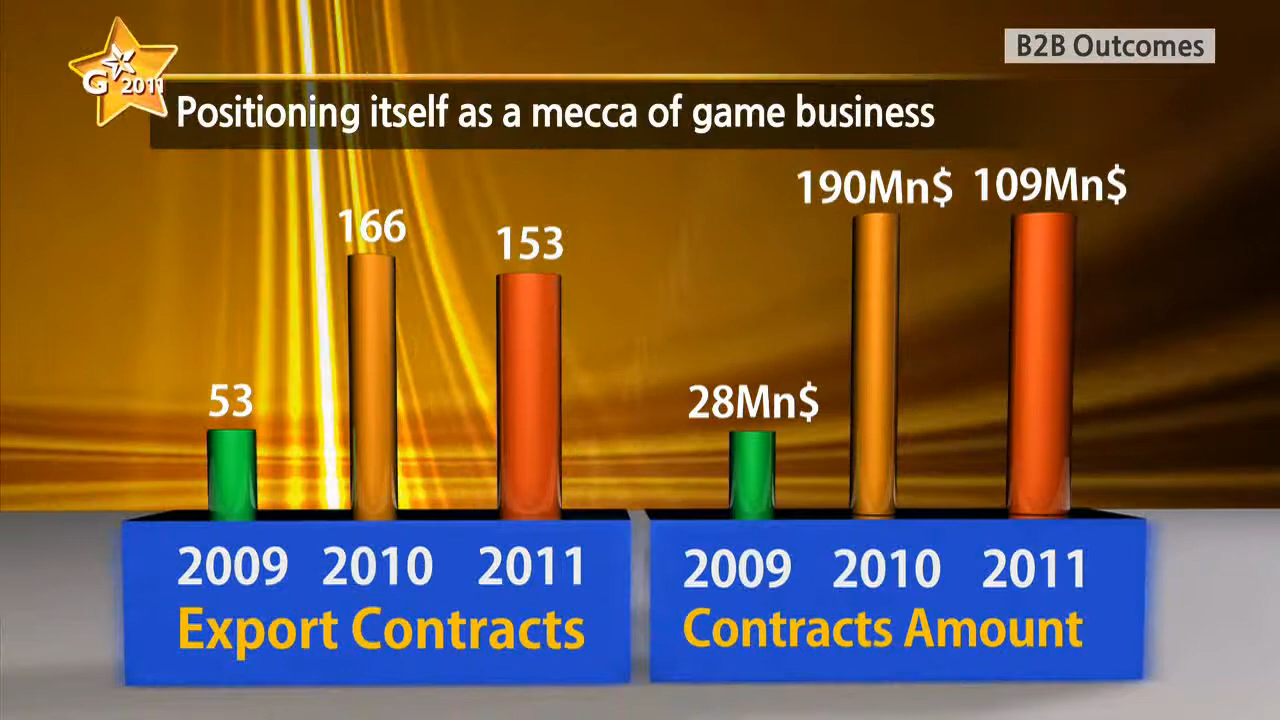 B2B Outcomes
G 2011
Positioning itself as a mecca of game business
53
166
153
28Mn$
190Mn$
109Mn$
2009 2010 2011
Export Contracts
2009 2010 2011
Contracts Amount